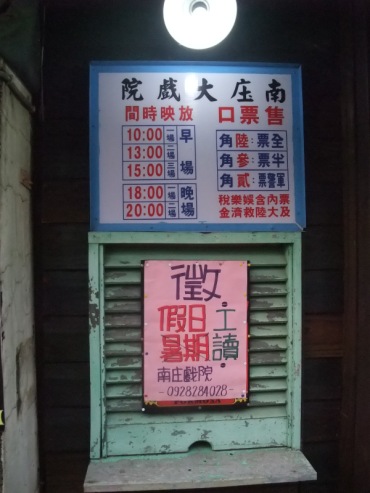 南庄大戲院
售票口
全票:陸角
半票:參角
軍警票:貳角
票內含娛樂稅
及大陸救濟金
放映時間
早場
一場 10:00
二場 13:00
三場 15:00
晚場
一場 18:00
二場 20:00
徵
假日
暑期
工讀
南庄戲院
-0928284028-